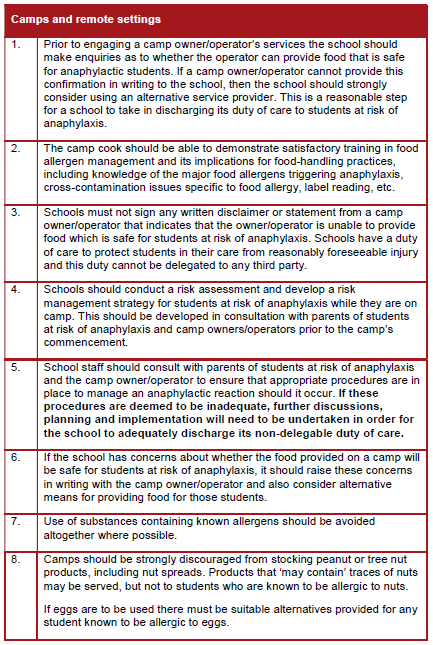 Camps and remote settings
1. Prior to engaging a camp owner/operator's services the school should
make enquiries as to whether the operator can provide food that is safe
for anaphylactic students. If a camp owner/operator cannot provide this
confirmation in writing to the school, then the school should strongly
consider using an alternative service provider. This is a reasonable step
for a school to take in discharging its duty of care to students at risk of
anaphylaxis.
2. The camp cook should be able to demonstrate satisfactory training in food
allergen management and its implications for food-handling practices,
including knowledge of the major food allergens triggering anaphylaxis,
cross-contamination issues specific to food allergy, label reading, etc.
3. Schools must not sign any written disclaimer or statement from a camp
owner/operator that indicates that the owner/operator is unable to provide
food which is safe for students at risk of anaphylaxis. Schools have a duty
of care to protect students in their care from reasonably foreseeable injury
and this duty cannot be delegated to any third party.
4. Schools should conduct a risk assessment and develop a risk
management strategy for students at risk of anaphylaxis while they are on
camp. This should be developed in consultation with parents of students
at risk of anaphylaxis and camp owners/operators prior to the camp's
commencement.
5. School staff should consult with parents of students at risk of anaphylaxis
and the camp owner/operator to ensure that appropriate procedures are in
place to manage an anaphylactic reaction should it occur. If these
procedures are deemed to be inadequate, further discussions,
planning and implementation will need to be undertaken in order for
the school to adequately discharge its non-delegable duty of care.
6. If the school has concerns about whether the food provided on a camp will
be safe for students at risk of anaphylaxis, it should raise these concerns
in writing with the camp owner/operator and also consider alternative
means for providing food for those students.
7. Use of substances containing known allergens should be avoided
altogether where possible.
8. Camps should be strongly discouraged from stocking peanut or tree nut
products, including nut spreads. Products that 'may contain' traces of nuts
may be served, but not to students who are known to be allergic to nuts.
If eggs are to be used there must be suitable alternatives provided for any
student known to be allergic to eggs.